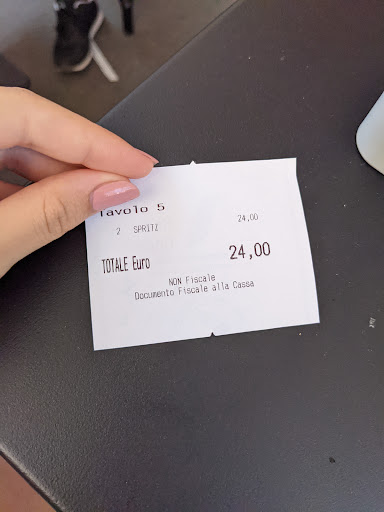 Tavolo 5
2 SPRITZ 24,00
TOTALE Euro 24,00
NON Fiscale
Documento Fiscale alla Cassa